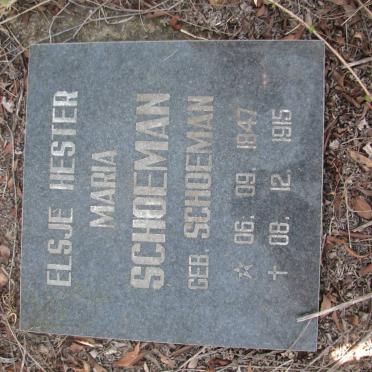 ELSJE HESTER
MARIA
SCHOEMAN
GEB. SCHOEMAN
☆ 06. 09. 1847
✝ 08. 12. 1915